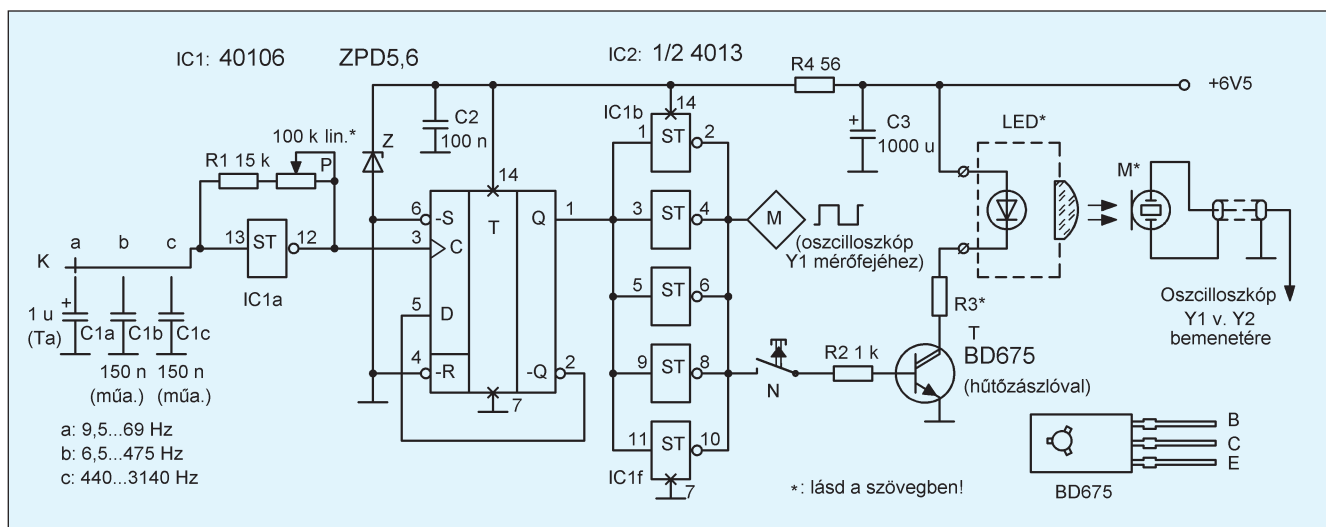 IC1: 40106 ZPD5,6 IC2: 1/2 4013
R4 56
+6V5
IC1b
14
C2
100 n
+
C3
1000 u
LED*
100 k lin.*
R1 15 k
P
Z
1
ST
2
M*
14
6
-S
T
Q
1
3
ST
4
M
13
ST
12
3
C
(oszcilloszkóp
Y1 mérőfejéhez)
a
b
c
K
IC1a
5
ST
6
5
D
R3*
Oszcilloszkóp
Y1 v. Y2
bemenetére
1 u
(Ta)
+
C1a
C1b
C1c
T
BD675
(hűtőzászlóval)
4
-R
-Q
2
9
ST
8
R2 1 k
N
150 n
(műa.)
150 n
(műa.)
7
a: 9,5...69 Hz
b: 6,5...475 Hz
c: 440...3140 Hz
11
ST
10
B
C
E
IC1f
7
*: lásd a szövegben!
BD675